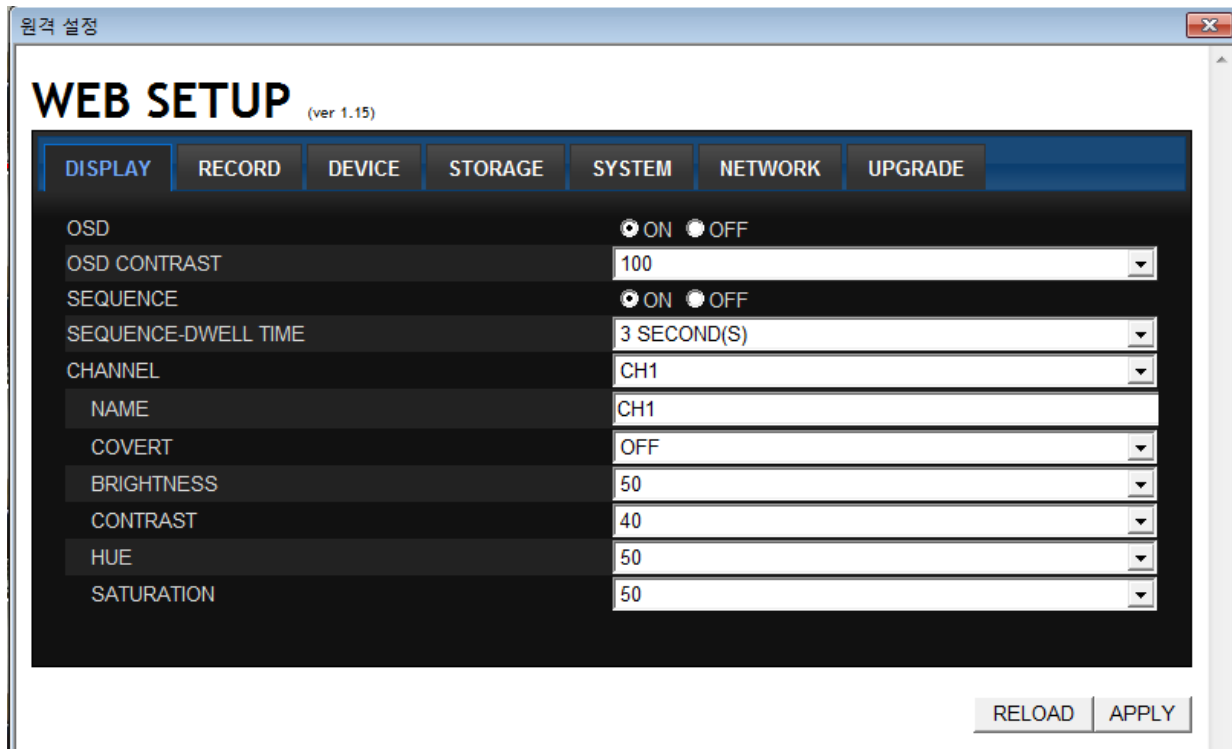 원격 설정
WEB SETUP (ver 1.15)
DISPLAY RECORD DEVICE STORAGE SYSTEM NETWORK UPGRADE
OSD ON OFF
OSD CONTRAST 100
SEQUENCE ON OFF
SEQUENCE-DWELL TIME 3 SECOND(S)
CHANNEL CH1
NAME CH1
COVERT OFF
BRIGHTNESS 50
CONTRAST 40
HUE 50
SATURATION 50
RELOAD APPLY